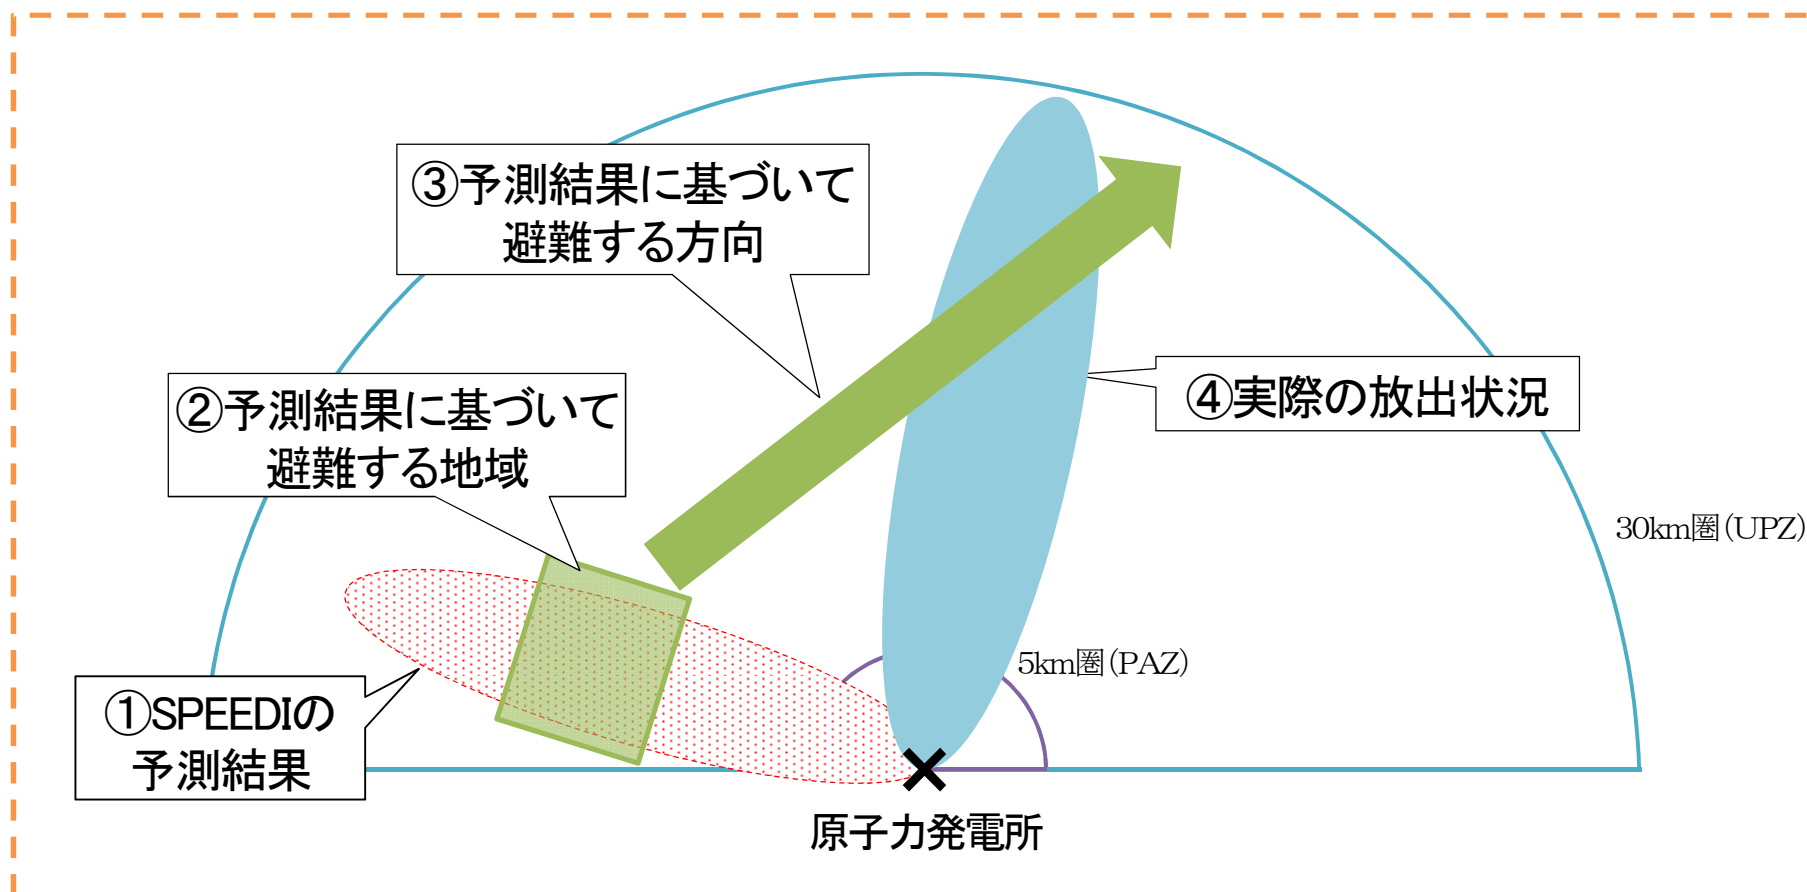 ③予測結果に基づいて
避難する方向
②予測結果に基づいて
避難する地域
④実際の放出状況
30km圏(UPZ)
5km圏(PAZ)
①SPEEDIの
予測結果
原子力発電所